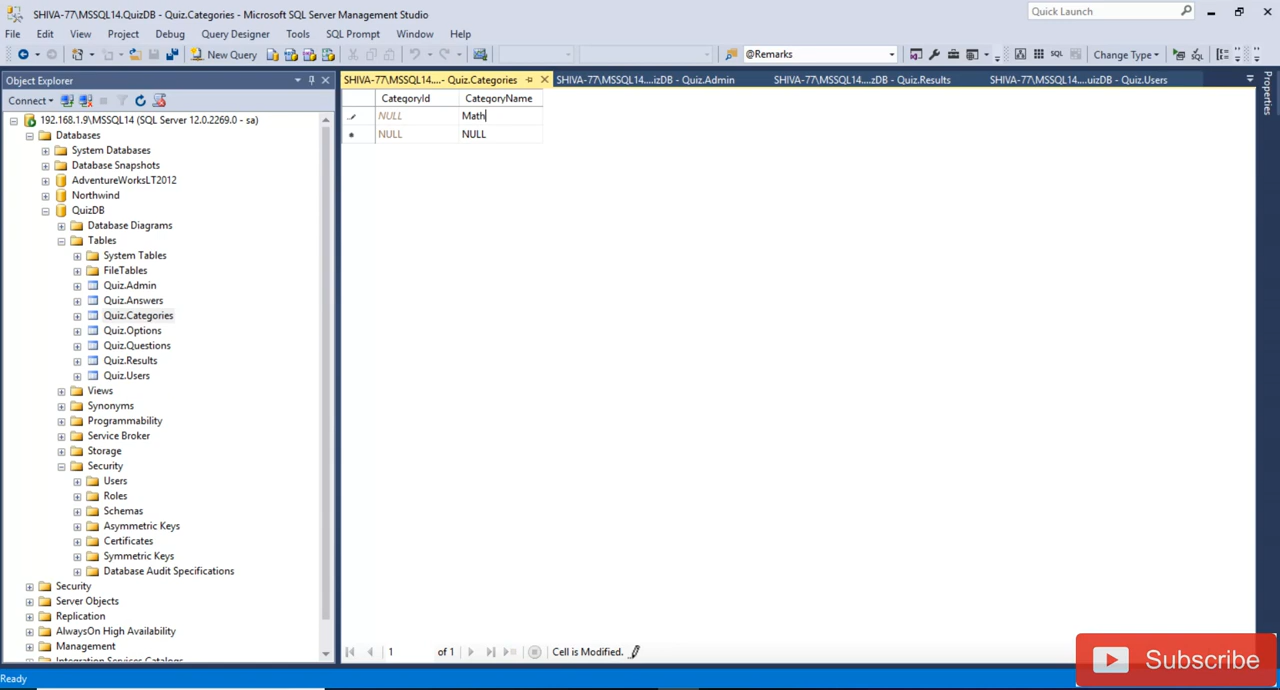 SHIVA-77\MSSQL14.QuizDB - Quiz.Categories - Microsoft SQL Server Management Studio
Quick Launch
File Edit View Project Debug Query Designer Tools SQL Prompt Window Help
New Query
@Remarks
SQL
Change Type
SQL
Object Explorer
SHIVA-77\MSSQL14....- Quiz.Categories
SHIVA-77\MSSQL14....izDB - Quiz.Admin
SHIVA-77\MSSQL14....zDB - Quiz.Results
SHIVA-77\MSSQL14....uizDB - Quiz.Users
Properties
Connect
192.168.1.9\MSSQL14 (SQL Server 12.0.2269.0 - sa)
Databases
System Databases
Database Snapshots
AdventureWorksLT2012
Northwind
QuizDB
Database Diagrams
Tables
System Tables
FileTables
Quiz.Admin
Quiz.Answers
Quiz.Categories
Quiz.Options
Quiz.Questions
Quiz.Results
Quiz.Users
Views
Synonyms
Programmability
Service Broker
Storage
Security
Users
Roles
Schemas
Asymmetric Keys
Certificates
Symmetric Keys
Database Audit Specifications
Security
Server Objects
Replication
AlwaysOn High Availability
Management
Integration Services Catalogs
CategoryId CategoryName
NULL Math
NULL NULL
1 of 1 Cell is Modified.
Subscribe
Ready